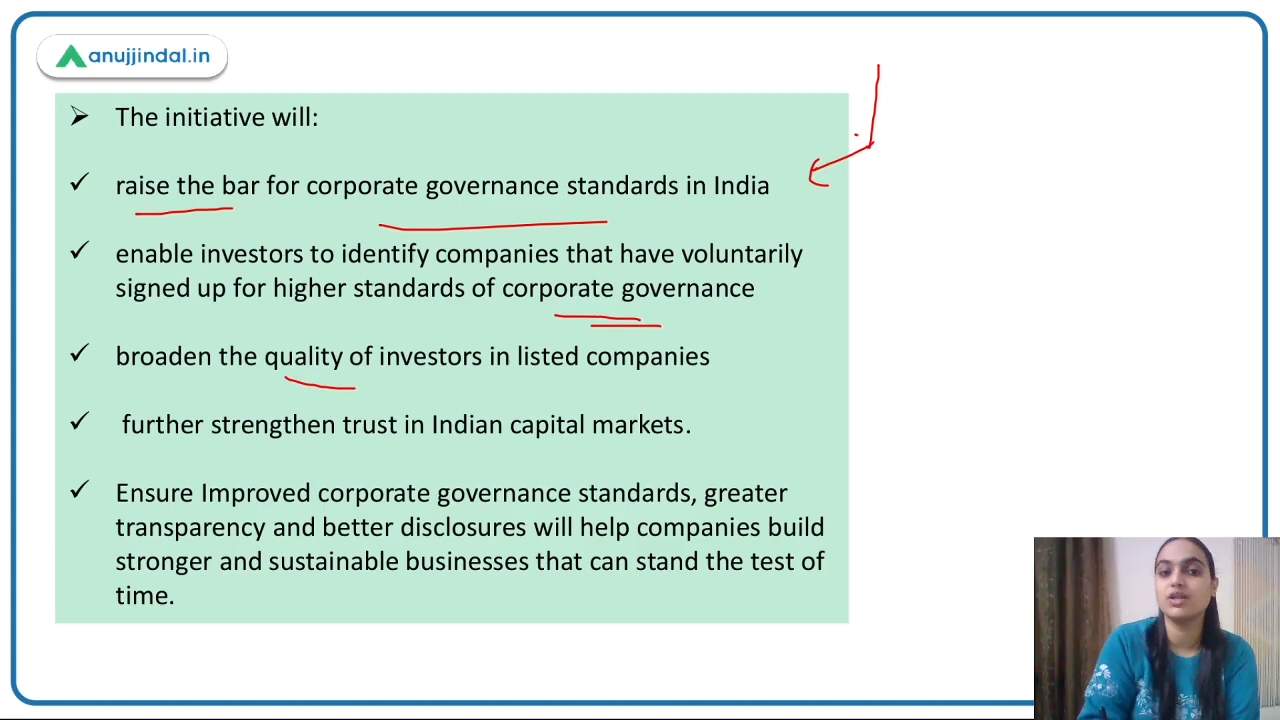 anujjindal.in
The initiative will:
raise the bar for corporate governance standards in India
enable investors to identify companies that have voluntarily
signed up for higher standards of corporate governance
broaden the quality of investors in listed companies
further strengthen trust in Indian capital markets.
Ensure Improved corporate governance standards, greater
transparency and better disclosures will help companies build
stronger and sustainable businesses that can stand the test of
time.